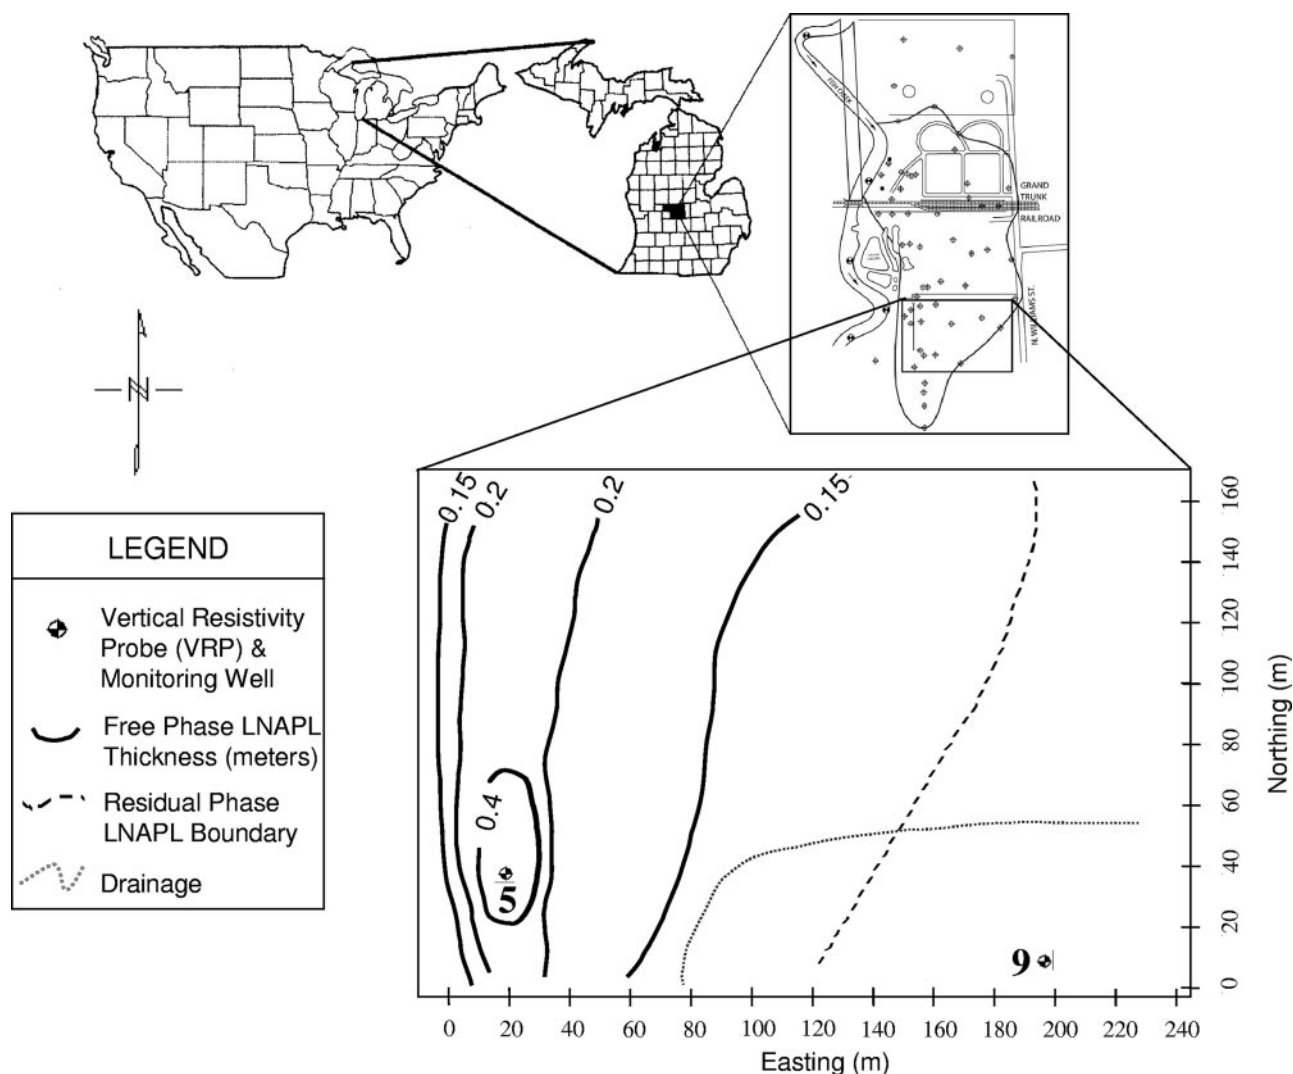 FISH CREEK
GRAND
TRUNK
RAILROAD
N. WILLIAMS ST.
N
LEGEND
Vertical Resistivity
Probe (VRP) &
Monitoring Well
Free Phase LNAPL
Thickness (meters)
Residual Phase
LNAPL Boundary
Drainage
0.15
0.2
0.2
0.15
0.4
5
9
160
140
120
100
80
60
40
20
0
Northing (m)
0 20 40 60 80 100 120 140 160 180 200 220 240
Easting (m)